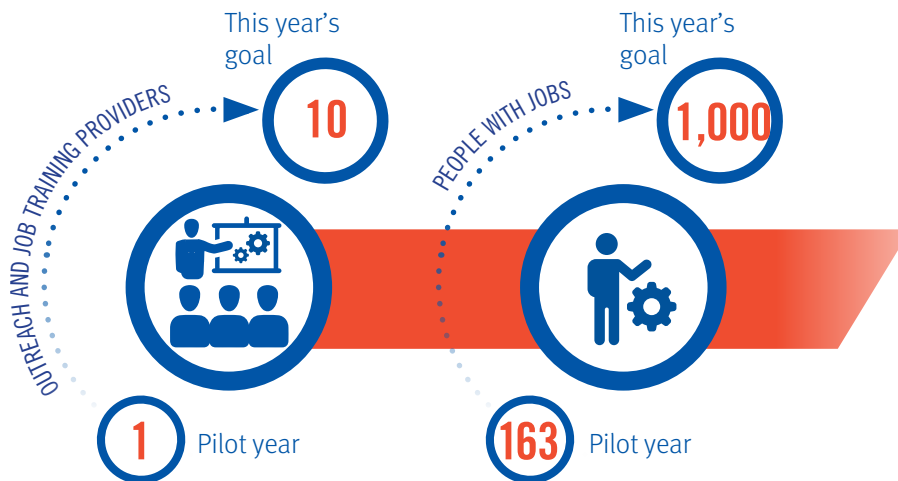 This year's
goal
10
OUTREACH AND JOB TRAINING PROVIDERS
1
Pilot year
This year's
goal
1,000
PEOPLE WITH JOBS
163
Pilot year